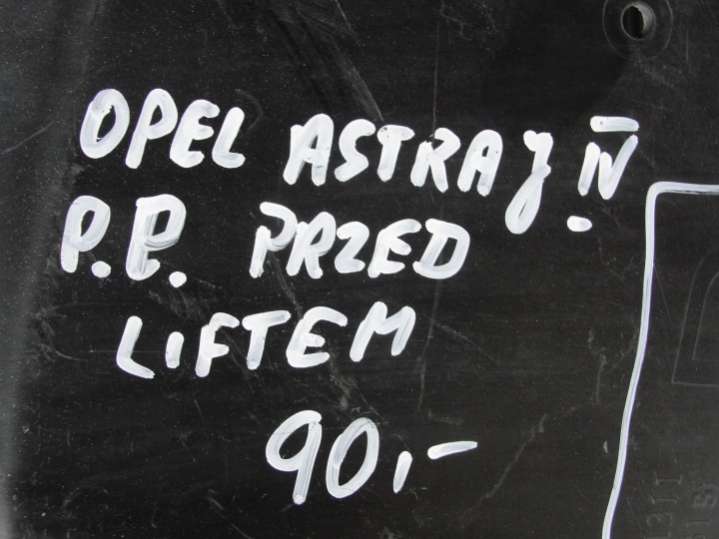 OPEL ASTRA J IV
P.P. PRZED
LIFTEM
90,-